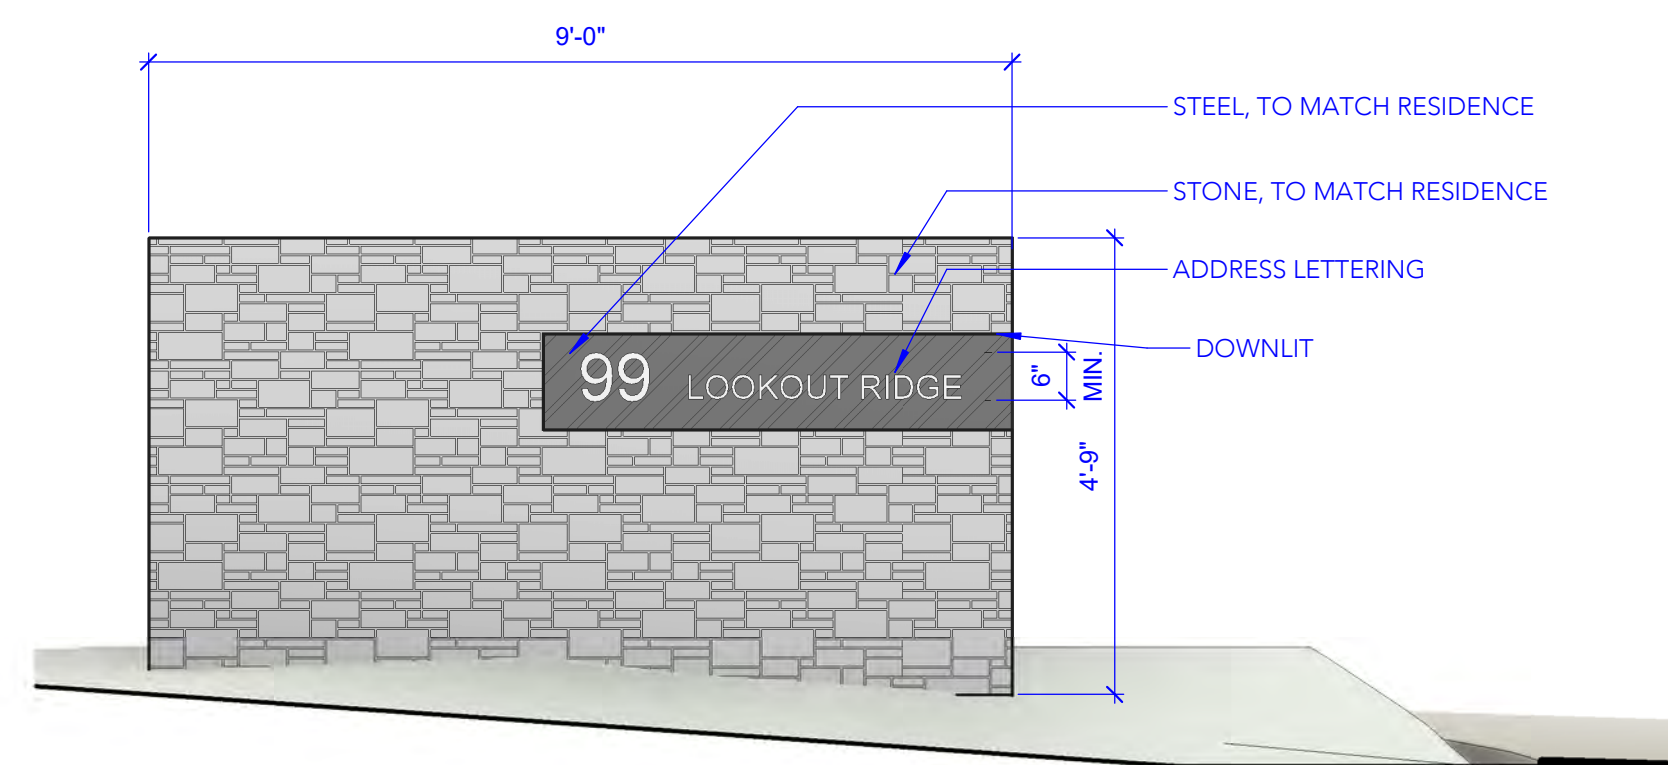 9'-0"
STEEL, TO MATCH RESIDENCE
STONE, TO MATCH RESIDENCE
ADDRESS LETTERING
DOWNLIT
6"
MIN.
99 LOOKOUT RIDGE
4'-9"